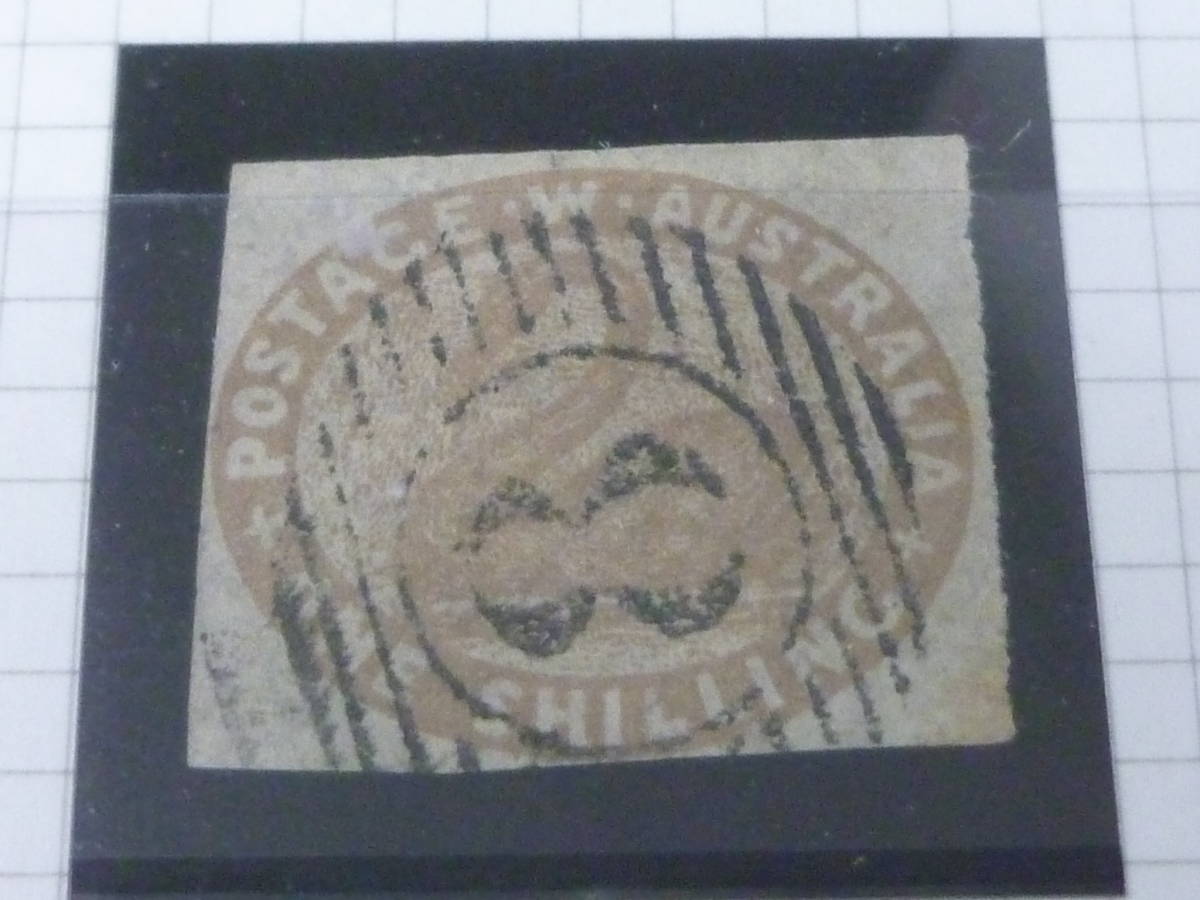 POSTAGE · W · AUSTRALIA
SHILLING